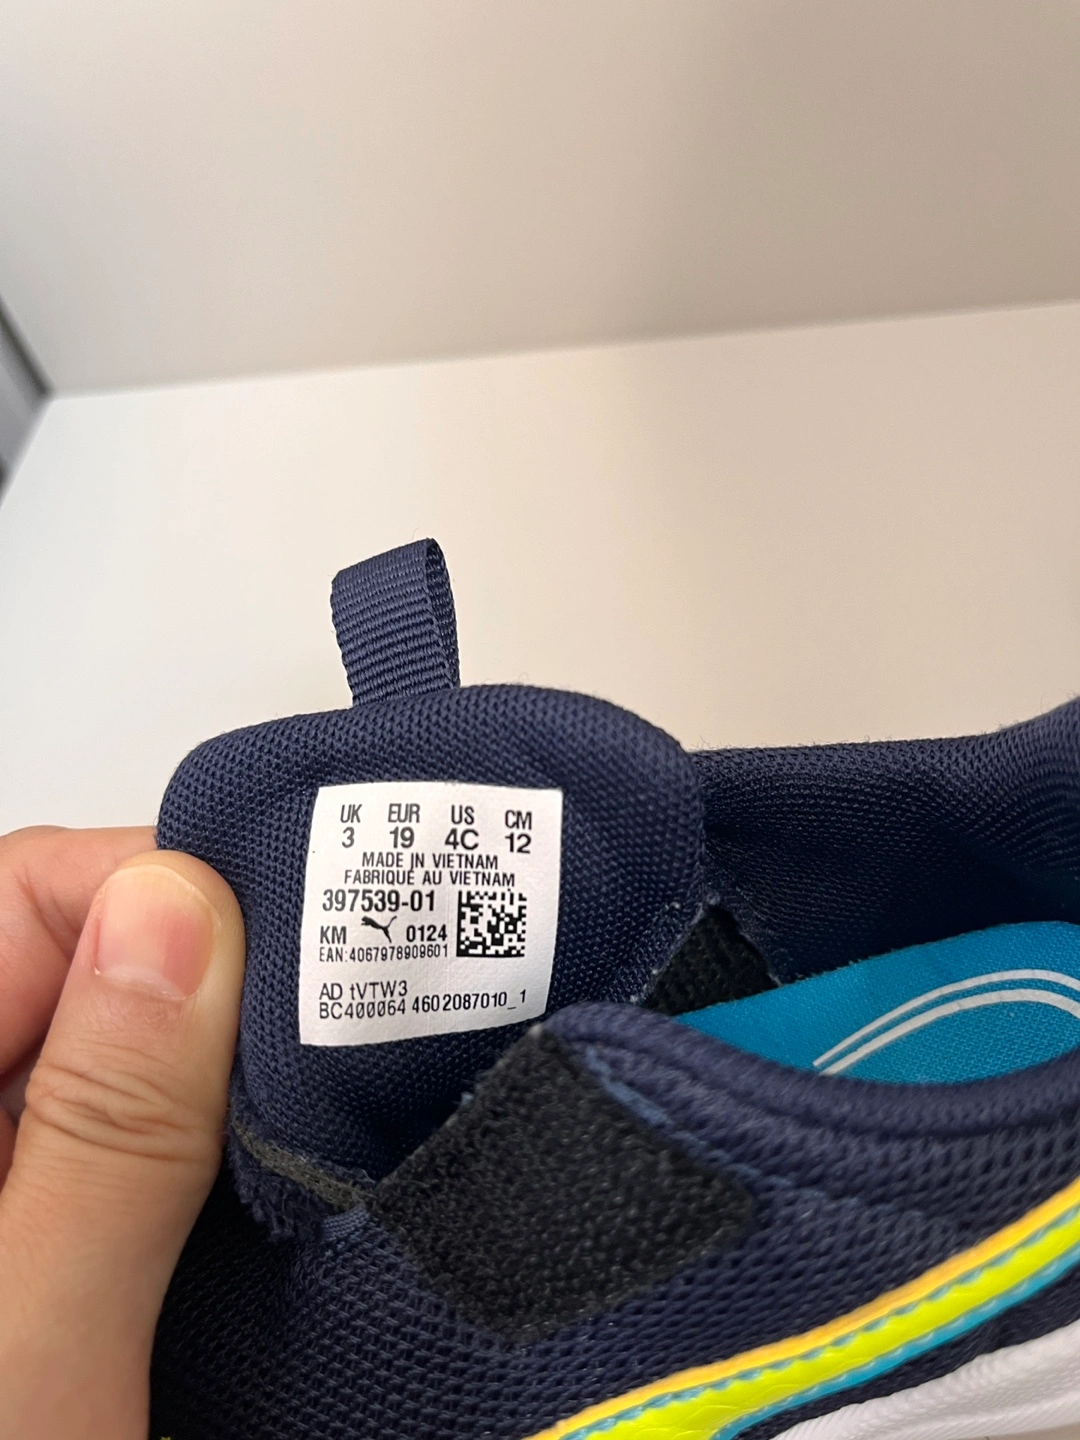 UK EUR US CM
3 19 4C 12
MADE IN VIETNAM
FABRIQUÉ AU VIETNAM
397539-01
KM 0124
EAN:4067978909601
AD tVTW3
BC400064 4602087010_1